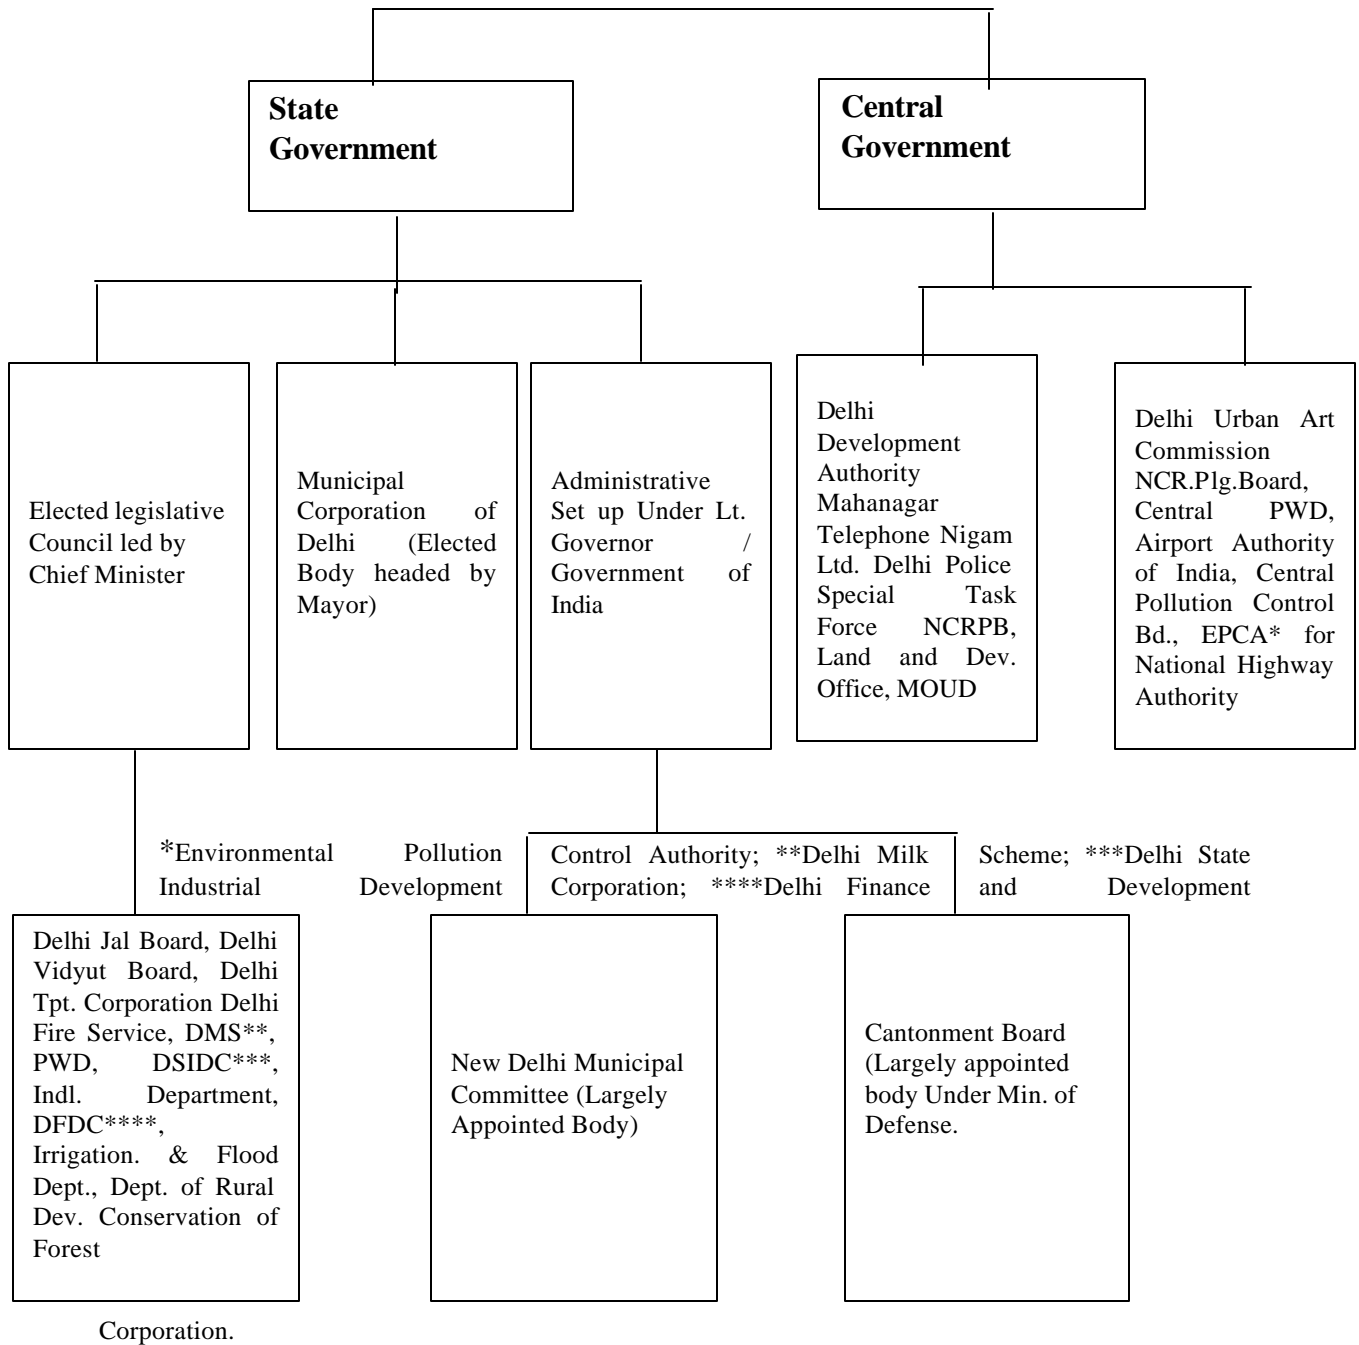 State
Government
Central
Government
Elected legislative
Council led by
Chief Minister
Municipal
Corporation of
Delhi (Elected
Body headed by
Mayor)
Administrative
Set up Under Lt.
Governor /
Government of
India
Delhi
Development
Authority
Mahanagar
Telephone Nigam
Ltd. Delhi Police
Special Task
Force NCRPB,
Land and Dev.
Office, MOUD
Delhi Urban Art
Commission
NCR.Plg.Board,
Central PWD,
Airport Authority
of India, Central
Pollution Control
Bd., EPCA* for
National Highway
Authority
*Environmental Pollution Control Authority; **Delhi Milk Scheme; ***Delhi State
Industrial Development Corporation; ****Delhi Finance and Development
Delhi Jal Board, Delhi
Vidyut Board, Delhi
Tpt. Corporation Delhi
Fire Service, DMS**,
PWD, DSIDC***,
Indl. Department,
DFDC****,
Irrigation. & Flood
Dept., Dept. of Rural
Dev. Conservation of
Forest
New Delhi Municipal
Committee (Largely
Appointed Body)
Cantonment Board
(Largely appointed
body Under Min. of
Defense.
Corporation.